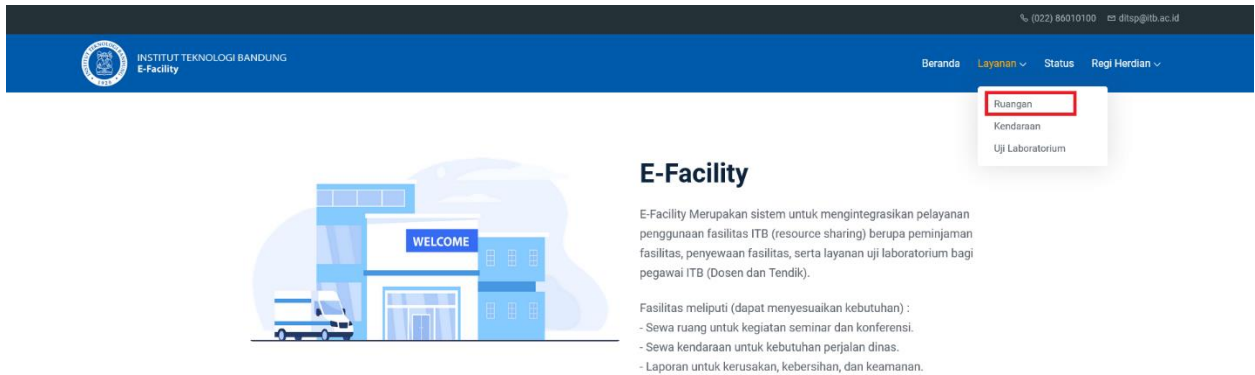 (022) 86010100 ditsp@itb.ac.id
INSTITUT TEKNOLOGI BANDUNG
E-Facility
Beranda Layanan Status Regi Herdian
Ruangan
Kendaraan
Uji Laboratorium
WELCOME
E-Facility
E-Facility Merupakan sistem untuk mengintegrasikan pelayanan
penggunaan fasilitas ITB (resource sharing) berupa peminjaman
fasilitas, penyewaan fasilitas, serta layanan uji laboratorium bagi
pegawai ITB (Dosen dan Tendik).
Fasilitas meliputi (dapat menyesuaikan kebutuhan) :
- Sewa ruang untuk kegiatan seminar dan konferensi.
- Sewa kendaraan untuk kebutuhan perjalan dinas.
- Laporan untuk kerusakan, kebersihan, dan keamanan.